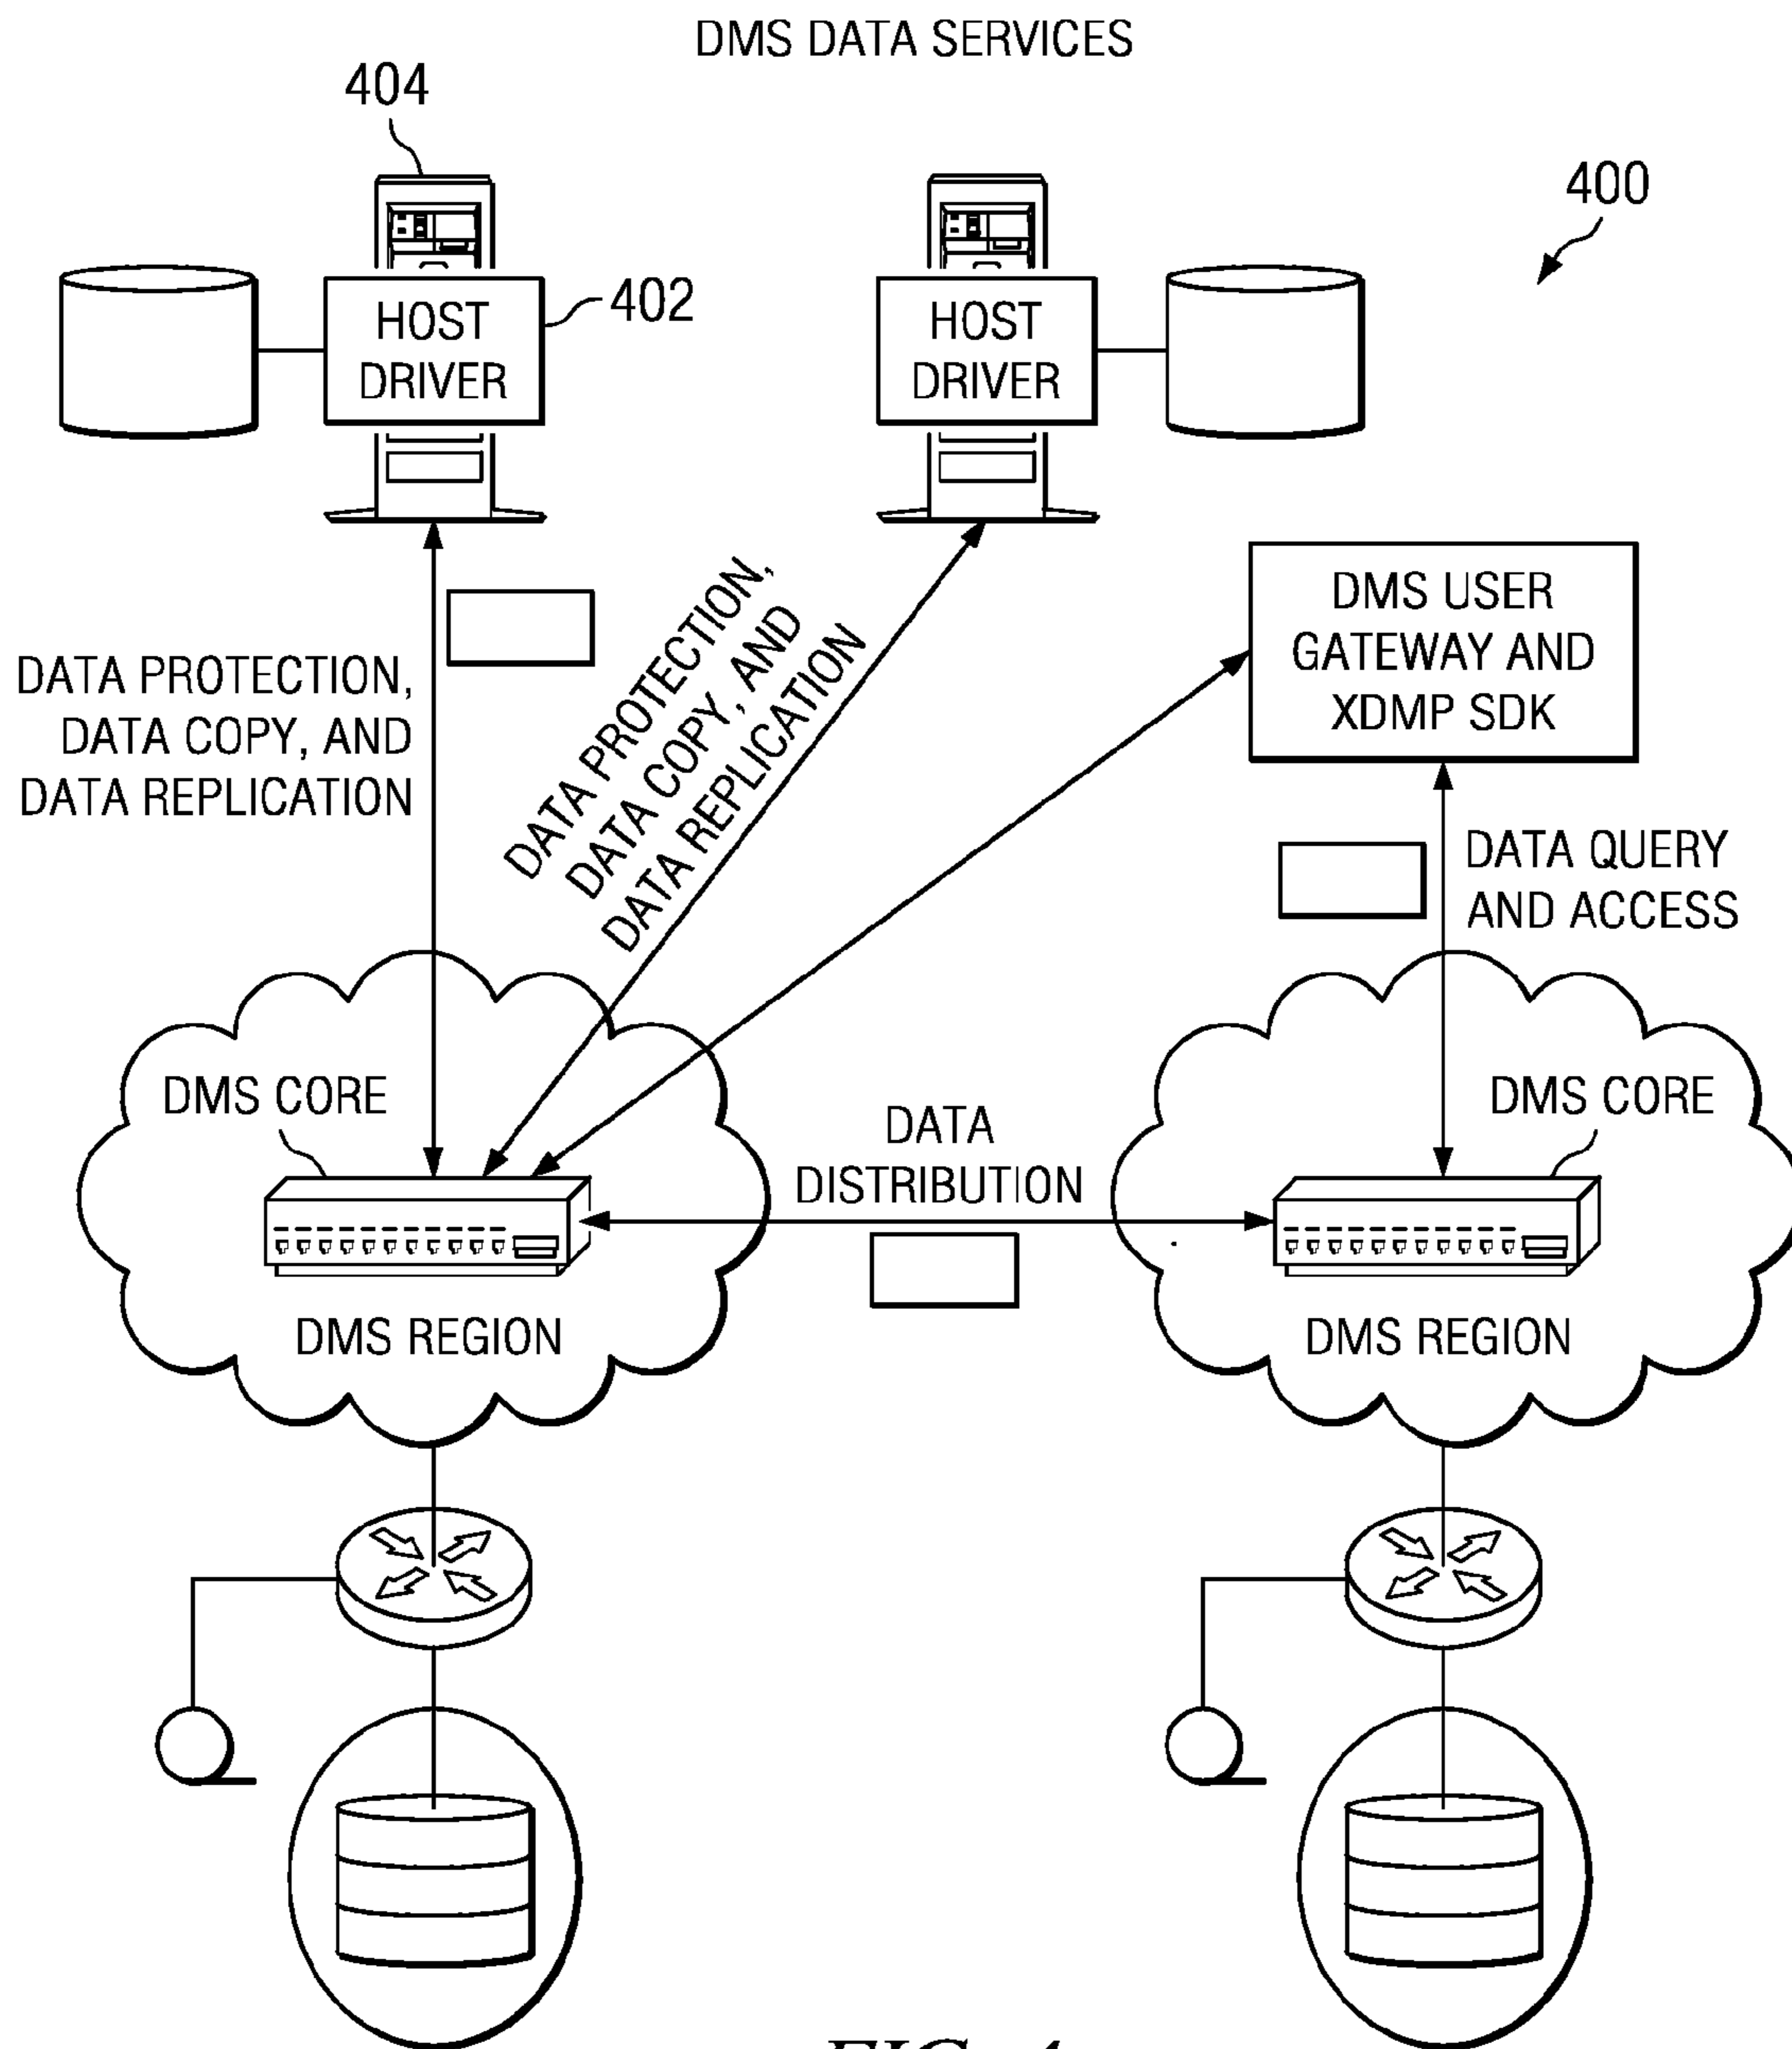 DMS DATA SERVICES
404
400
HOST
DRIVER
402
HOST
DRIVER
DATA PROTECTION,
DATA COPY, AND
DATA REPLICATION
DATA PROTECTION,
DATA COPY, AND
DATA REPLICATION
DMS USER
GATEWAY AND
XDMP SDK
DATA QUERY
AND ACCESS
DMS CORE
DATA
DISTRIBUTION
DMS CORE
DMS REGION
DMS REGION